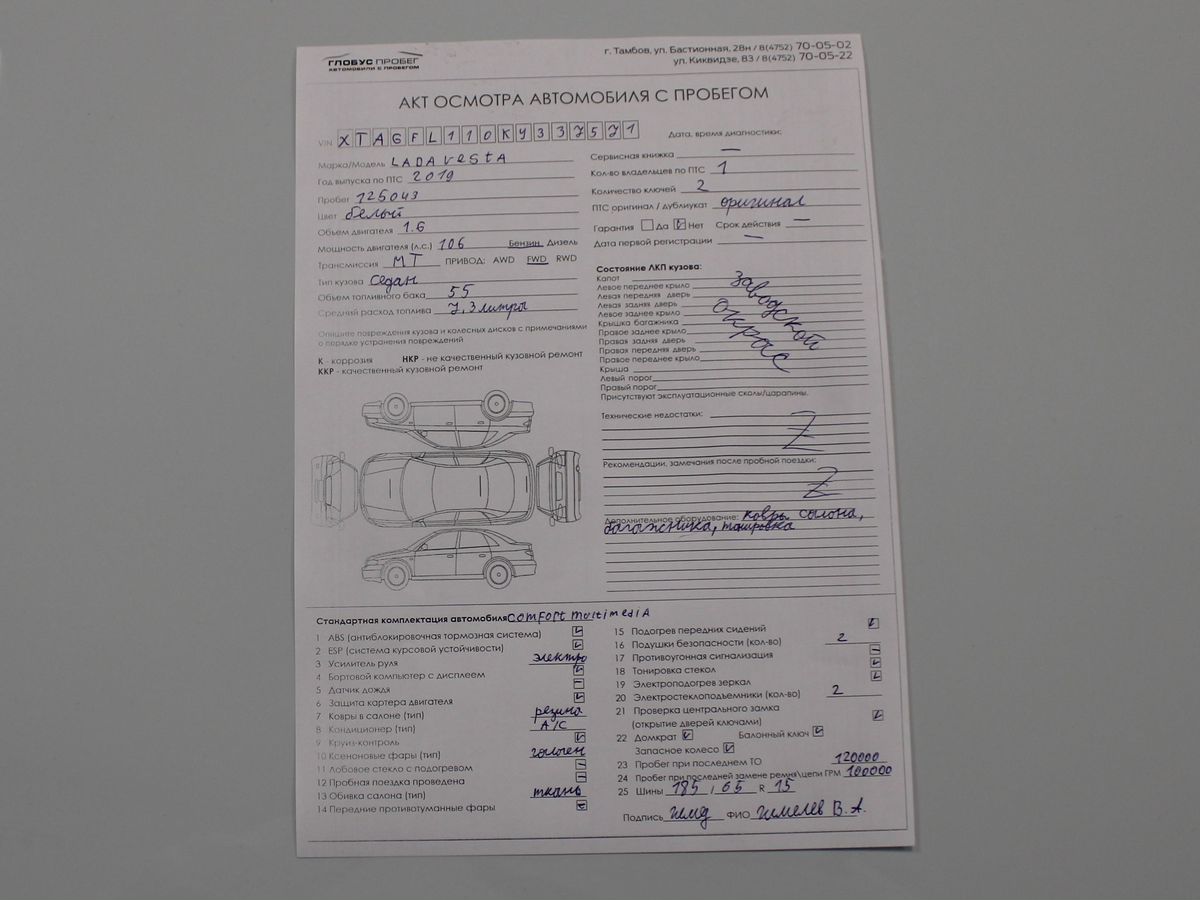 ГЛОБУС ПРОБЕГ
АВТОМОБИЛИ С ПРОБЕГОМ
г. Тамбов, ул. Бастионная, 28н / 8(4752) 70-05-02
ул. Киквидзе, 83 / 8(4752) 70-05-22
АКТ ОСМОТРА АВТОМОБИЛЯ С ПРОБЕГОМ
VIN XTAGFL110KY337571
Марка/Модель LADA VESTA
Год выпуска по ПТС 2019
Пробег 125043
Цвет белый
Объем двигателя 1.6
Мощность двигателя (л.с.) 106 Бензин Дизель
Трансмиссия МТ ПРИВОД: AWD FWD RWD
Тип кузова Седан
Объем топливного бака 55
Средний расход топлива 7,3 литры
Опишите повреждения кузова и колесных дисков с примечаниями
о порядке устранения повреждений
К - коррозия НКР - не качественный кузовной ремонт
ККР - качественный кузовной ремонт
Дата, время диагностики:
Сервисная книжка —
Кол-во владельцев по ПТС 1
Количество ключей 2
ПТС оригинал / дубликат оригинал
Гарантия Да Нет Срок действия —
Дата первой регистрации —
Состояние ЛКП кузова:
Капот
Левое переднее крыло
Левая передняя дверь
Левая задняя дверь
Левое заднее крыло
Крышка багажника
Правое заднее крыло
Правая задняя дверь
Правая передняя дверь
Правое переднее крыло
Крыша
Левый порог
Правый порог
Заводской
окрас
Присутствуют эксплуатационные сколы/царапины.
Технические недостатки: Z
Рекомендации, замечания после пробной поездки:
Z
Дополнительное оборудование: ковры салона,
багажника, тонировка
Стандартная комплектация автомобиля Comfort multimedia
1 ABS (антиблокировочная тормозная система)
2 ESP (система курсовой устойчивости)
3 Усилитель руля электро
4 Бортовой компьютер с дисплеем
5 Датчик дождя
6 Защита картера двигателя
7 Ковры в салоне (тип) резина
8 Кондиционер (тип) A/C
9 Круиз-контроль
10 Ксеноновые фары (тип) галоген
11 Лобовое стекло с подогревом
12 Пробная поездка проведена
13 Обивка салона (тип) ткань
14 Передние противотуманные фары
15 Подогрев передних сидений
16 Подушки безопасности (кол-во) 2
17 Противоугонная сигнализация
18 Тонировка стекол
19 Электроподогрев зеркал
20 Электростеклоподъемники (кол-во) 2
21 Проверка центрального замка
(открытие дверей ключами)
22 Домкрат Балонный ключ
Запасное колесо
23 Пробег при последнем ТО 120000
24 Пробег при последней замене ремня\цепи ГРМ 100000
25 Шины 185 / 65 R 15
Подпись ФИО В.А.